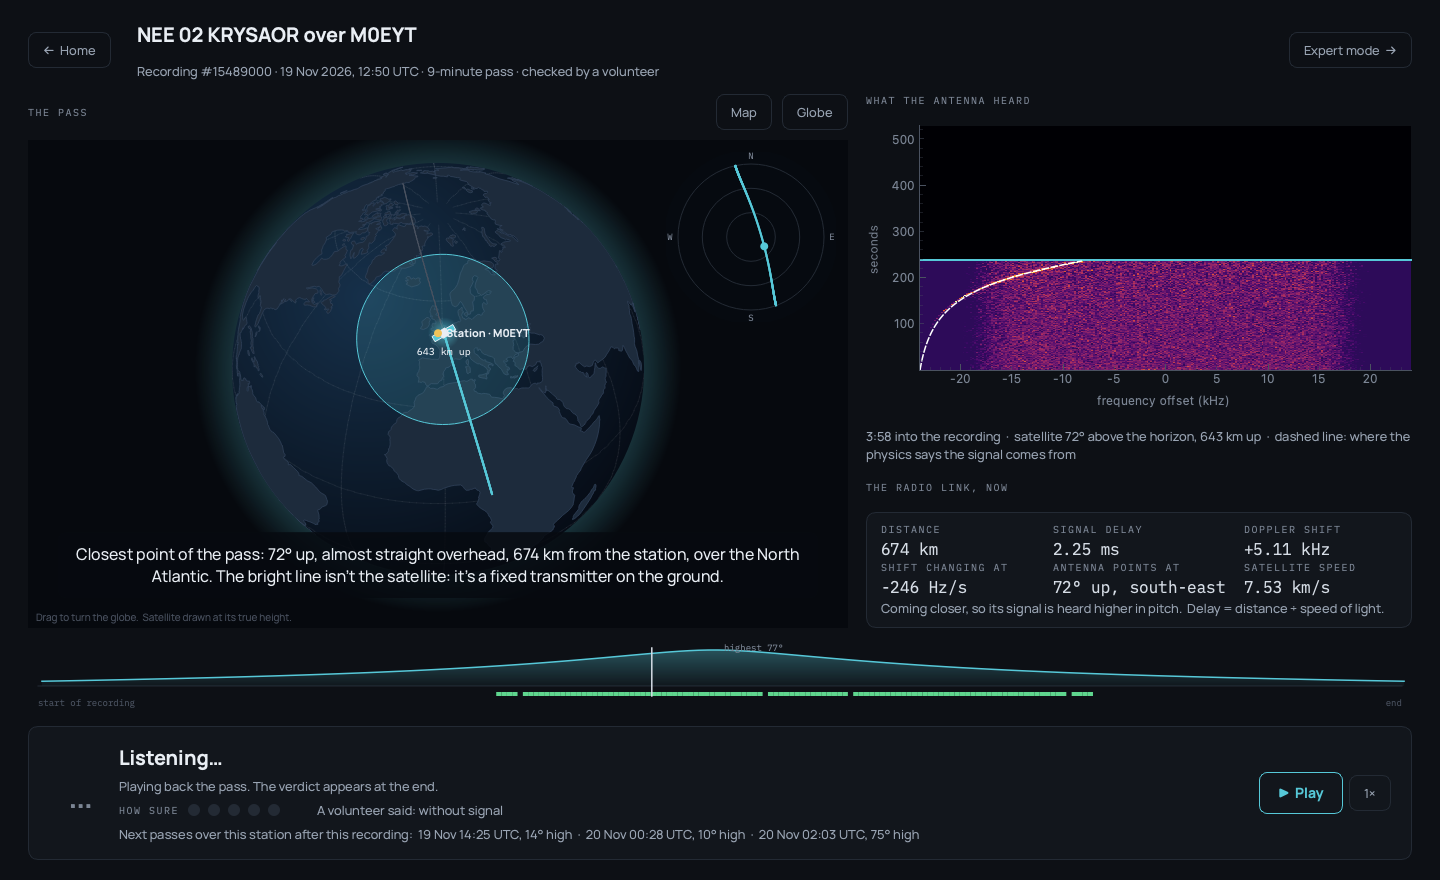 ← Home
NEE 02 KRYSAOR over M0EYT
Recording #15489000 · 19 Nov 2026, 12:50 UTC · 9-minute pass · checked by a volunteer
Expert mode →
THE PASS
Map
Globe
N
W
E
S
Station · M0EYT
643 km up
Closest point of the pass: 72° up, almost straight overhead, 674 km from the station, over the North
Atlantic. The bright line isn't the satellite: it's a fixed transmitter on the ground.
Drag to turn the globe. Satellite drawn at its true height.
WHAT THE ANTENNA HEARD
500
400
300
200
100
seconds
-20
-15
-10
-5
0
5
10
15
20
frequency offset (kHz)
3:58 into the recording · satellite 72° above the horizon, 643 km up · dashed line: where the
physics says the signal comes from
THE RADIO LINK, NOW
DISTANCE
SIGNAL DELAY
DOPPLER SHIFT
674 km
2.25 ms
+5.11 kHz
SHIFT CHANGING AT
ANTENNA POINTS AT
SATELLITE SPEED
-246 Hz/s
72° up, south-east
7.53 km/s
Coming closer, so its signal is heard higher in pitch. Delay = distance ÷ speed of light.
highest 77°
start of recording
end
Listening…
Playing back the pass. The verdict appears at the end.
HOW SURE
A volunteer said: without signal
Next passes over this station after this recording: 19 Nov 14:25 UTC, 14° high · 20 Nov 00:28 UTC, 10° high · 20 Nov 02:03 UTC, 75° high
▶ Play
1×